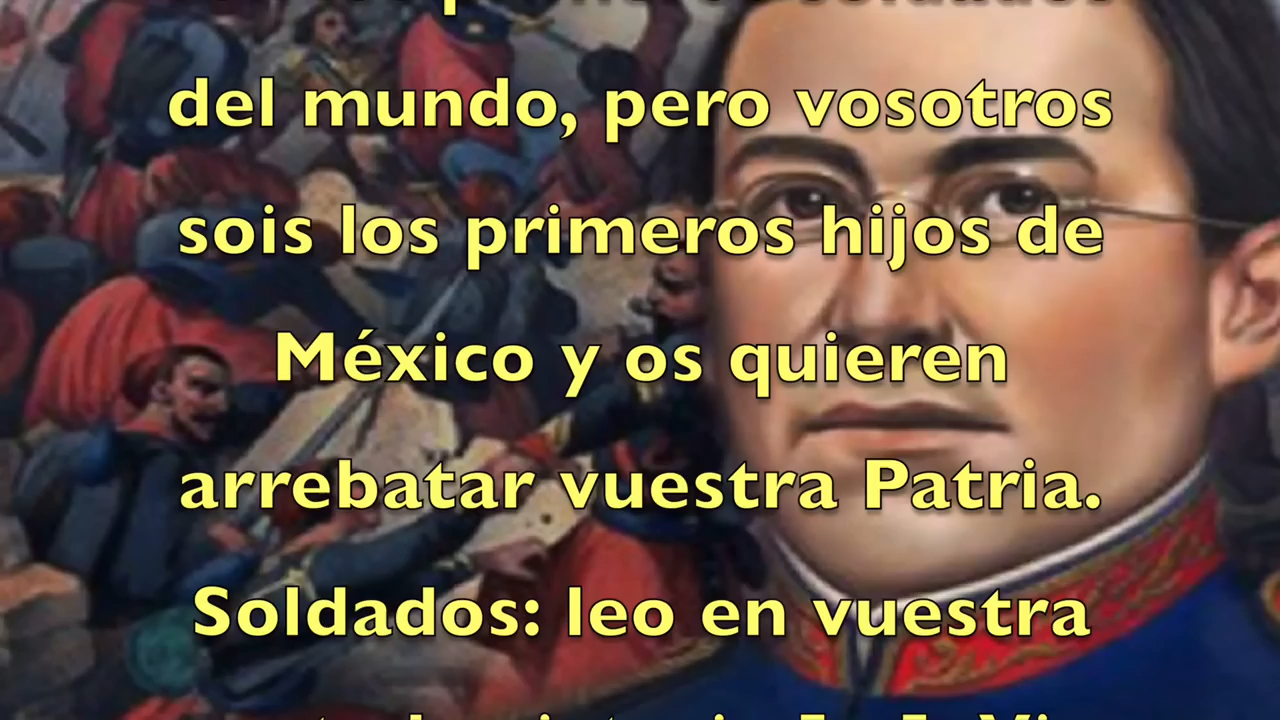 del mundo, pero vosotros
sois los primeros hijos de
México y os quieren
arrebatar vuestra Patria.
Soldados: leo en vuestra